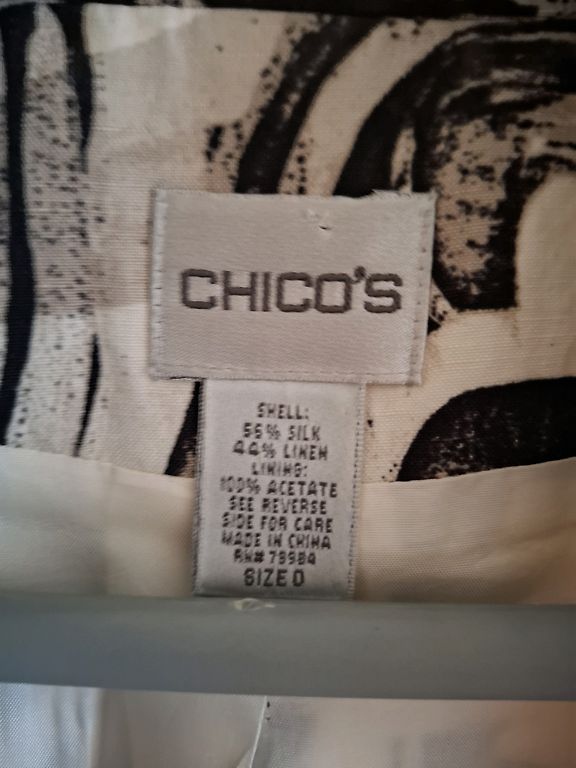 CHICO'S
SHELL:
56% SILK
44% LINEN
LINING:
100% ACETATE
SEE REVERSE
SIDE FOR CARE
MADE IN CHINA
RN# 79984
SIZE 0